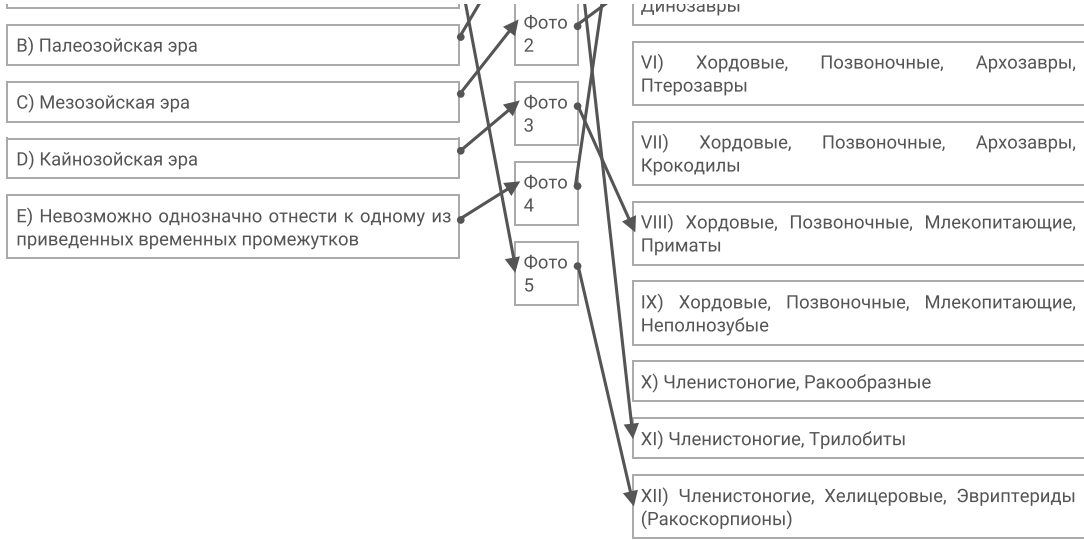 B) Палеозойская эра
C) Мезозойская эра
D) Кайнозойская эра
E) Невозможно однозначно отнести к одному из
приведенных временных промежутков
Фото
2
Фото
3
Фото
4
Фото
5
Динозавры
VI) Хордовые, Позвоночные, Архозавры,
Птерозавры
VII) Хордовые, Позвоночные, Архозавры,
Крокодилы
VIII) Хордовые, Позвоночные, Млекопитающие,
Приматы
IX) Хордовые, Позвоночные, Млекопитающие,
Неполнозубые
X) Членистоногие, Ракообразные
XI) Членистоногие, Трилобиты
XII) Членистоногие, Хелицеровые, Эвриптериды
(Ракоскорпионы)